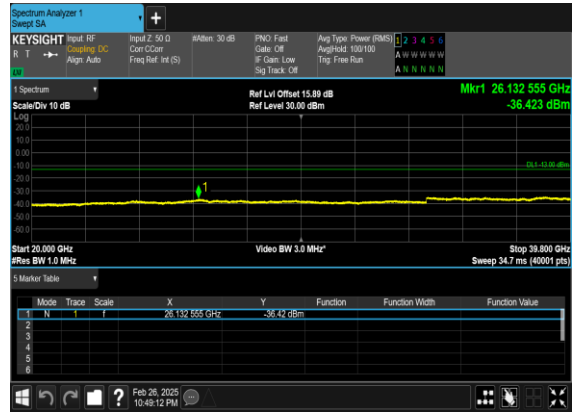 Spectrum Analyzer 1
Swept SA
+
KEYSIGHT Input: RF Input Z: 50 Ω #Atten: 30 dB PNO: Fast Avg Type: Power (RMS) 1 2 3 4 5 6
R T Coupling: DC Corr CCorr Gate: Off Avg|Hold: 100/100 A W W W W W
Align: Auto Freq Ref: Int (S) IF Gain: Low Trig: Free Run
Sig Track: Off A N N N N N
1 Spectrum Ref Lvl Offset 15.89 dB Mkr1 26.132 555 GHz
Scale/Div 10 dB Ref Level 30.00 dBm -36.423 dBm
Log
20.0
10.0
0.00
-10.0
DL1 -13.00 dBm
-20.0
-30.0
1
-40.0
-50.0
-60.0
Start 20.000 GHz Video BW 3.0 MHz* Stop 39.800 GHz
#Res BW 1.0 MHz Sweep 34.7 ms (40001 pts)
5 Marker Table
Mode Trace Scale X Y Function Function Width Function Value
1 N 1 f 26.132 555 GHz -36.42 dBm
2
3
4
5
6
? Feb 26, 2025
10:49:12 PM